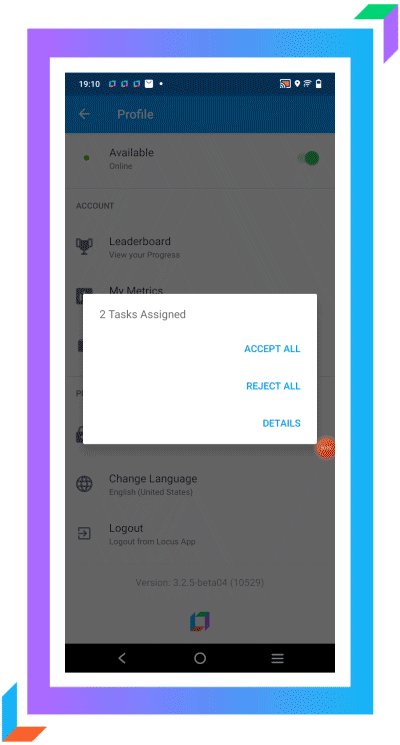 19:10
Profile
Available
Online
ACCOUNT
Leaderboard
View your Progress
My Metrics
2 Tasks Assigned
ACCEPT ALL
REJECT ALL
DETAILS
Change Language
English (United States)
Logout
Logout from Locus App
Version: 3.2.5-beta04 (10529)